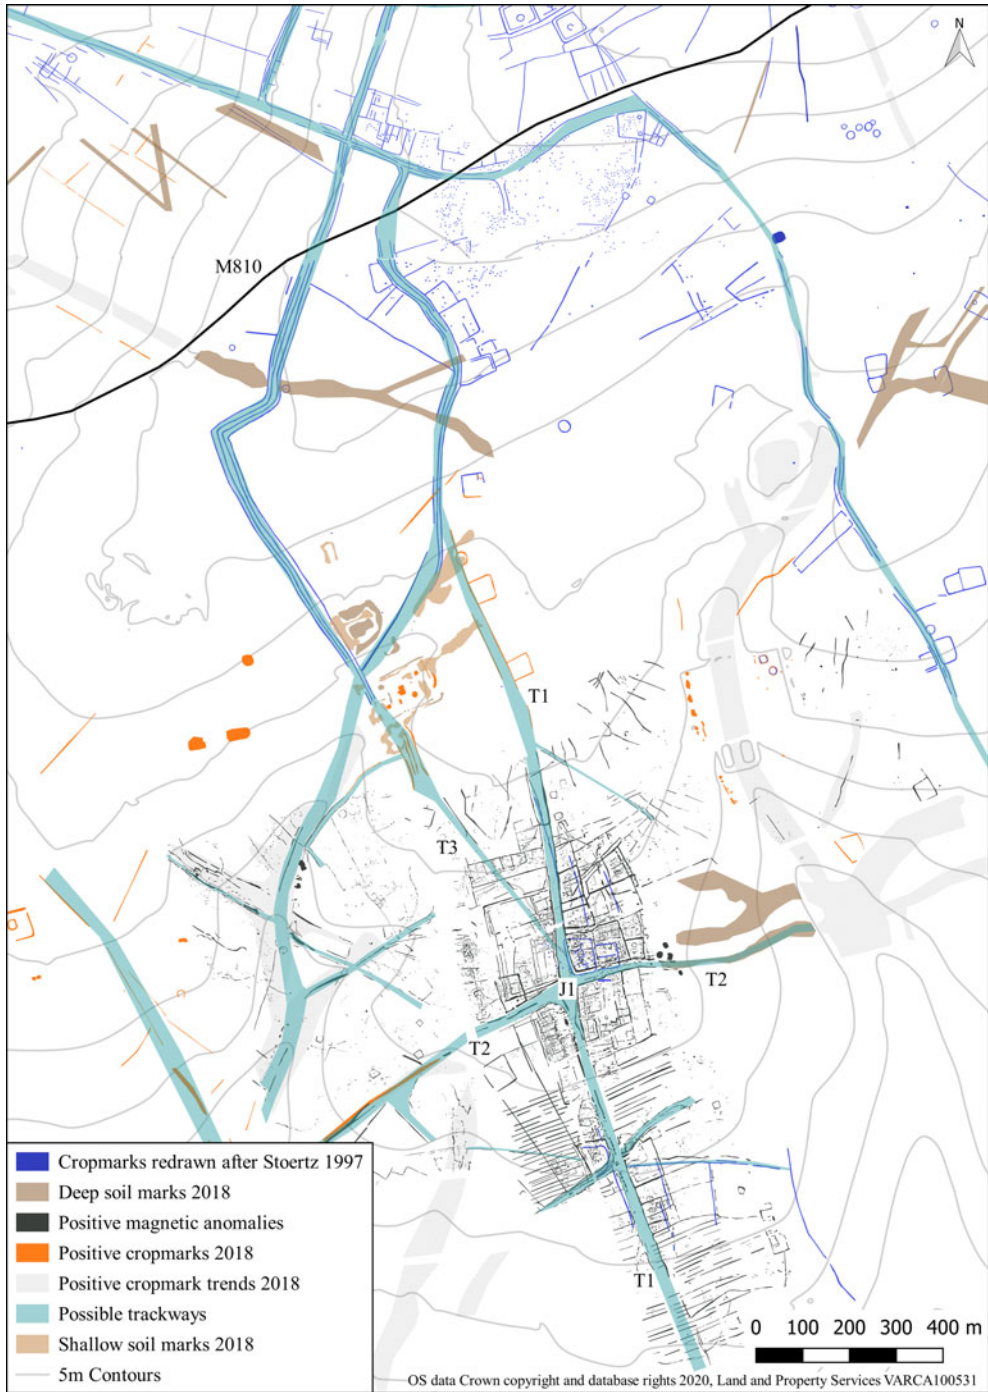 N
M810
T1
T3
J1
T2
T2
T1
Cropmarks redrawn after Stoertz 1997
Deep soil marks 2018
Positive magnetic anomalies
Positive cropmarks 2018
Positive cropmark trends 2018
Possible trackways
Shallow soil marks 2018
5m Contours
0 100 200 300 400 m
OS data Crown copyright and database rights 2020, Land and Property Services VARCA100531